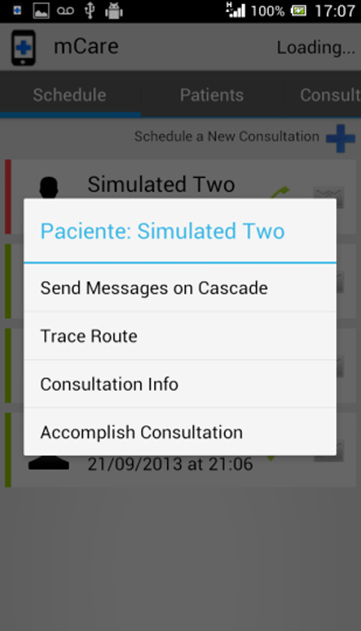 H 100% 17:07
mCare Loading...
Schedule Patients Consult
Schedule a New Consultation
Simulated Two
Paciente: Simulated Two
Send Messages on Cascade
Trace Route
Consultation Info
Accomplish Consultation
21/09/2013 at 21:06